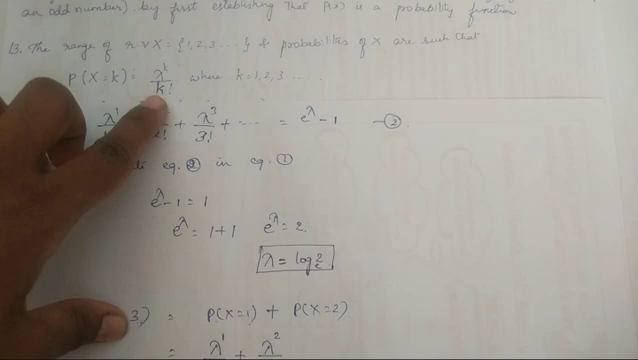 an odd number). by first establishing that P(x) is a probability function
13. The range of r v X = {1, 2, 3 ...} & probabilities of X are such that
P(X=k) = λ^k/k! where k = 1, 2, 3 ....
λ^1 + λ^3/3! + ...... = e^λ - 1 — ②.
eq. ② in eq. ①
e^λ - 1 = 1
e^λ = 1+1 e^λ = 2.
λ = log_e 2
3) = P(X=1) + P(X=2)
= λ^1 + λ^2